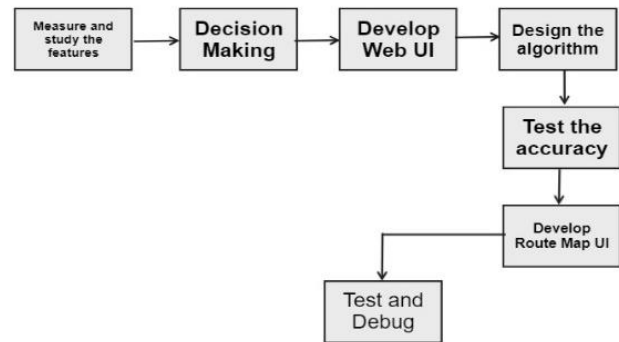 Measure and
study the
features
Decision
Making
Develop
Web UI
Design the
algorithm
Test the
accuracy
Develop
Route Map UI
Test and
Debug